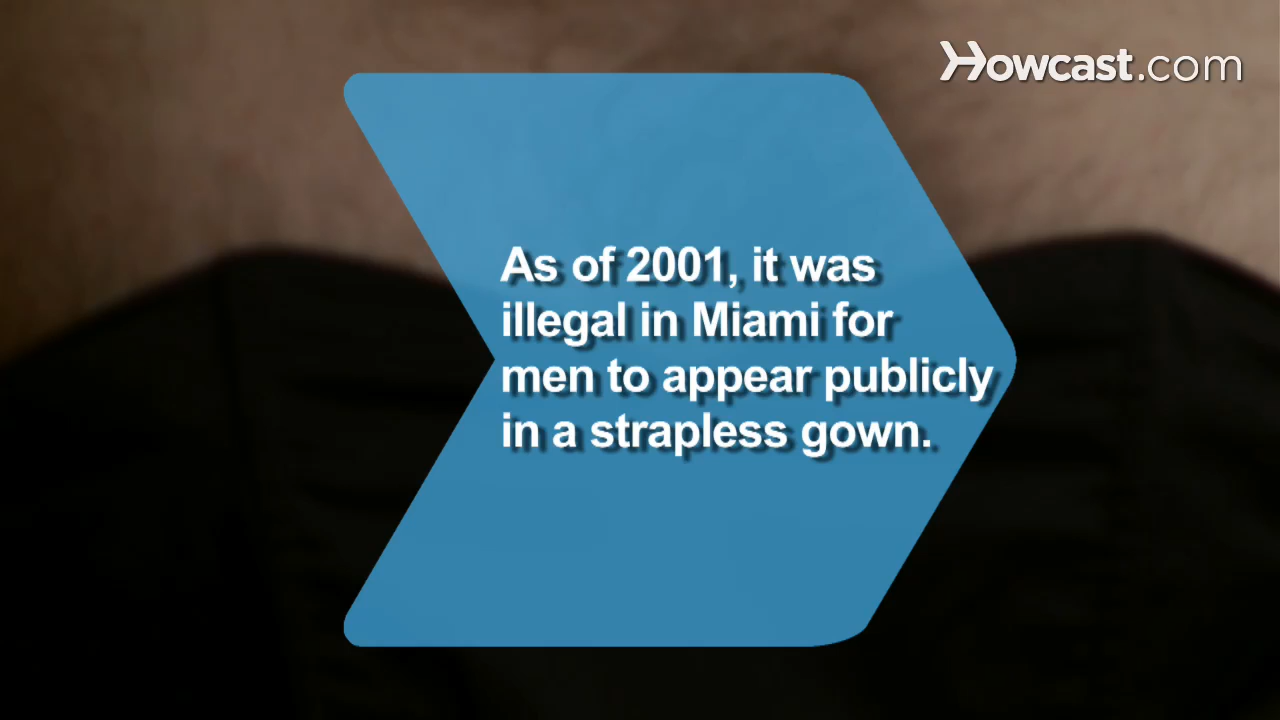 Howcast.com
As of 2001, it was
illegal in Miami for
men to appear publicly
in a strapless gown.